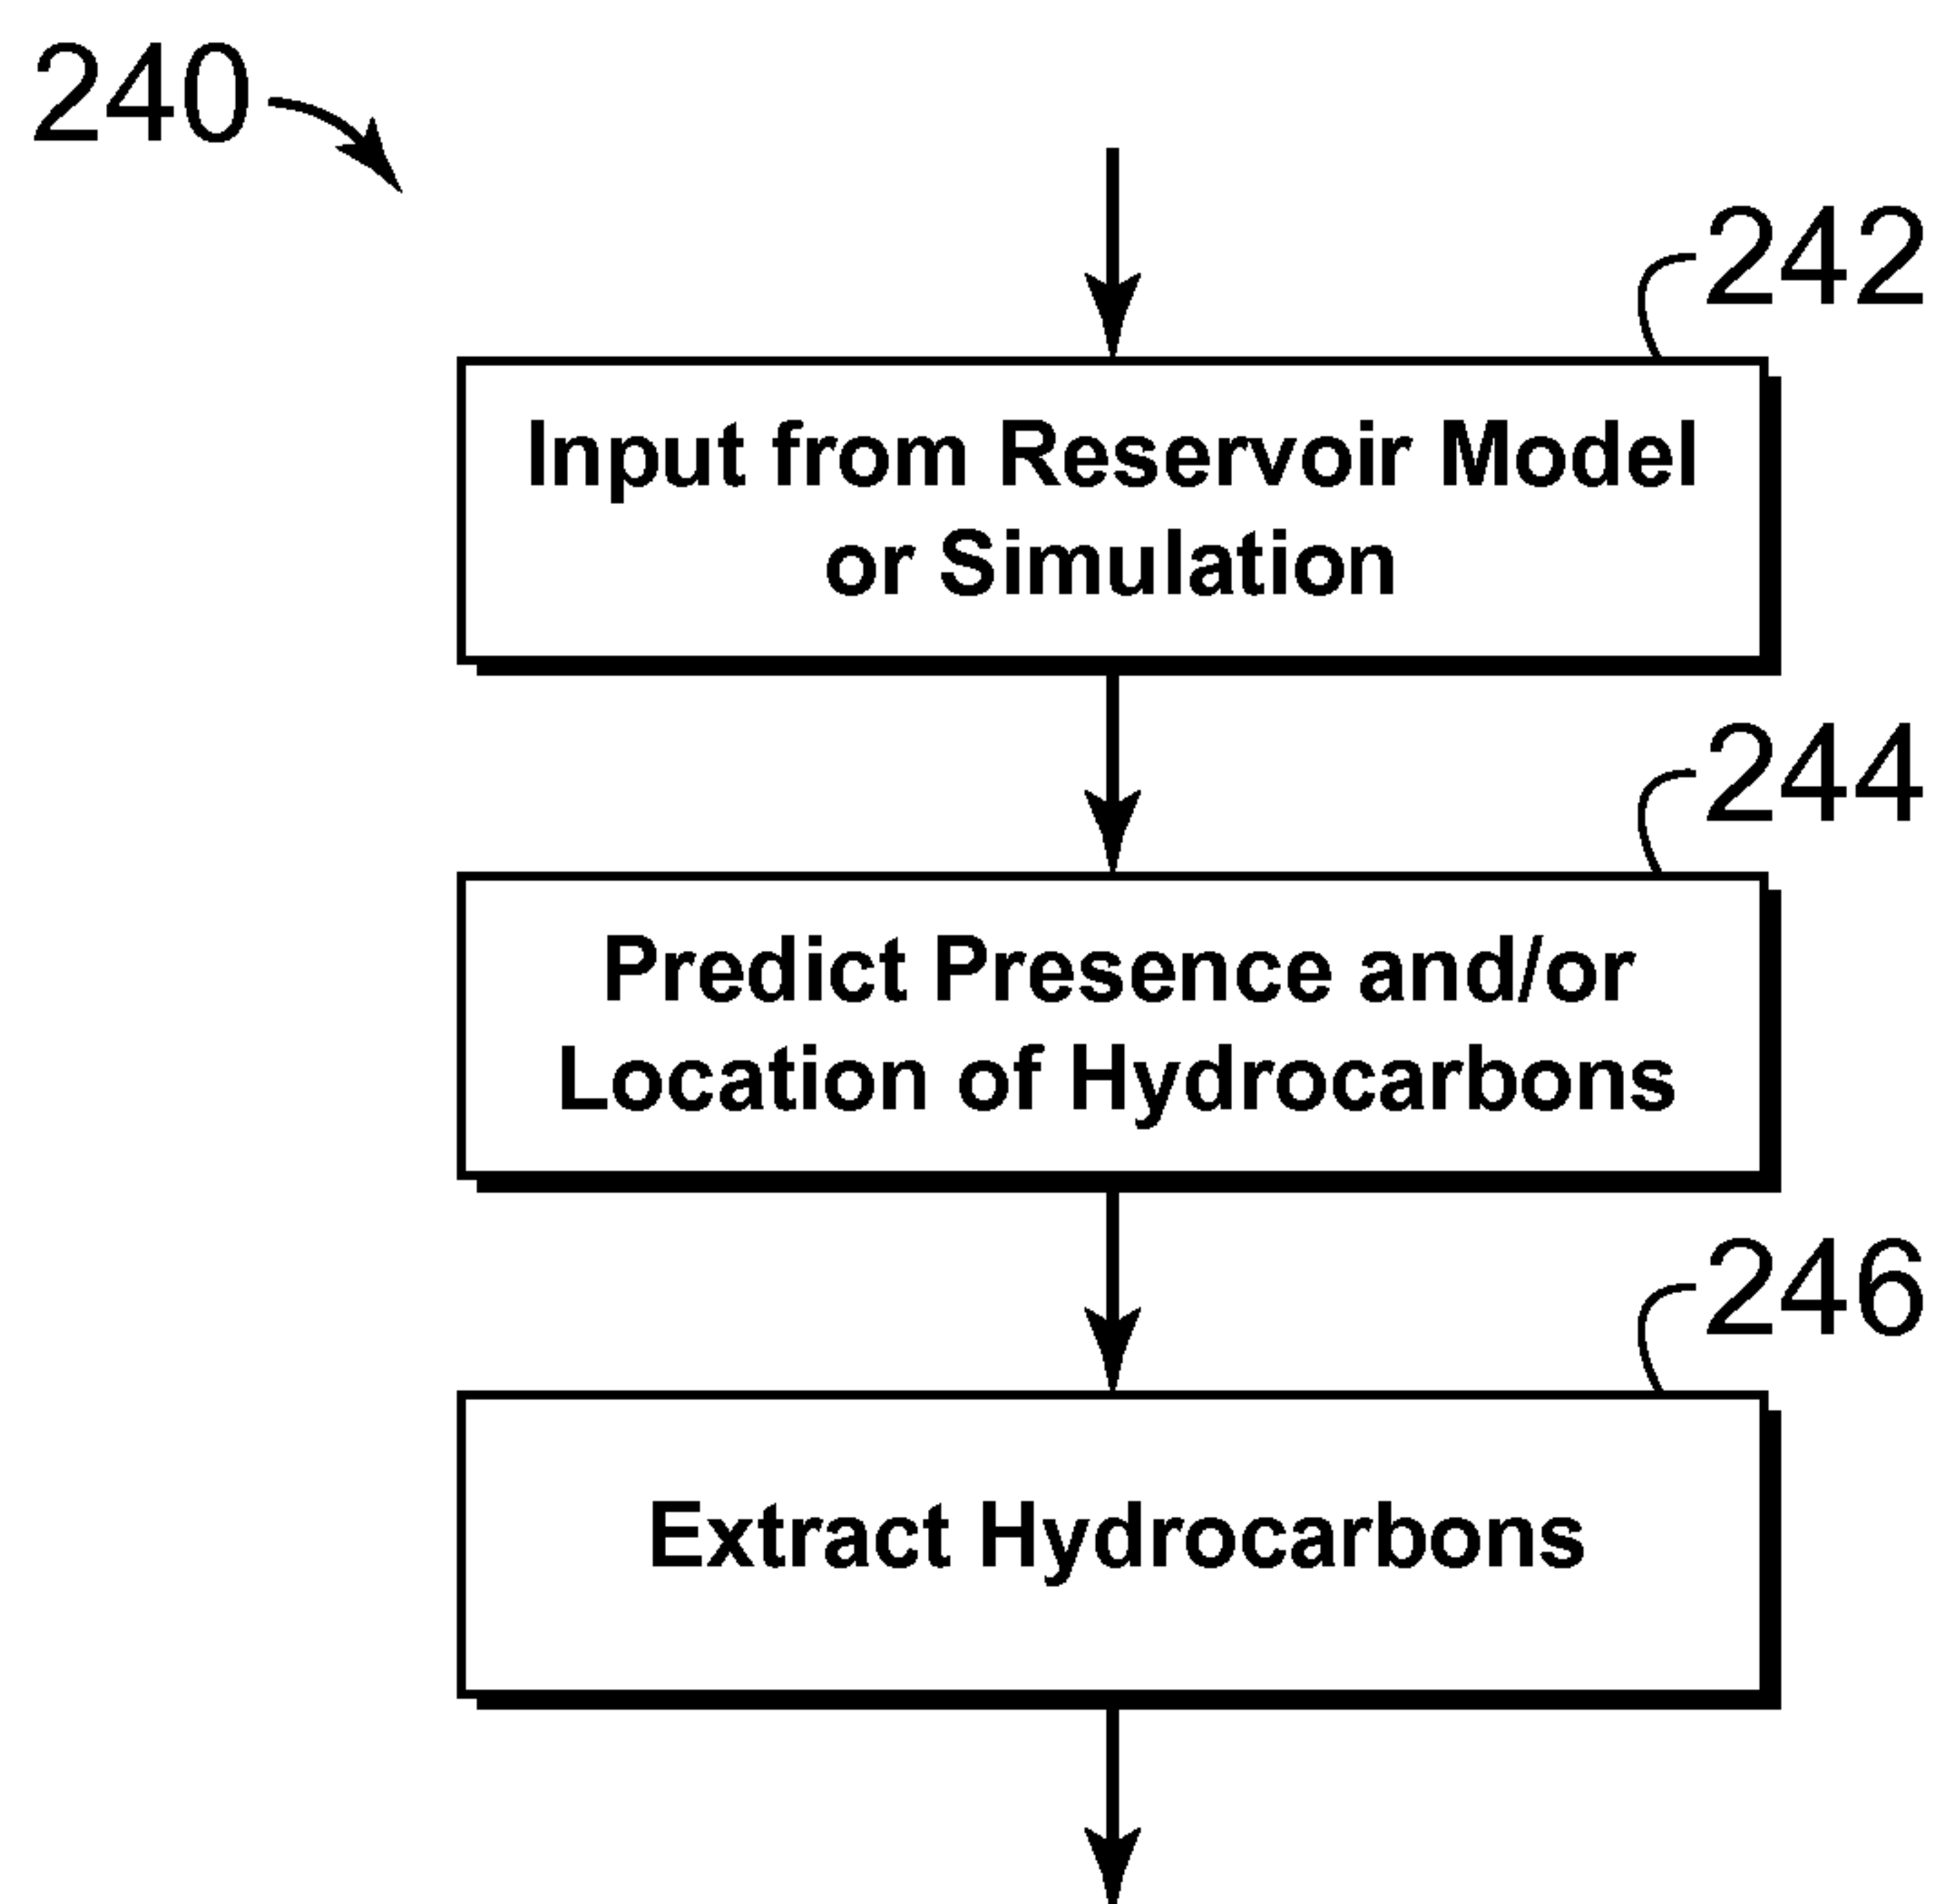 240
242
Input from Reservoir Model
or Simulation
244
Predict Presence and/or
Location of Hydrocarbons
246
Extract Hydrocarbons